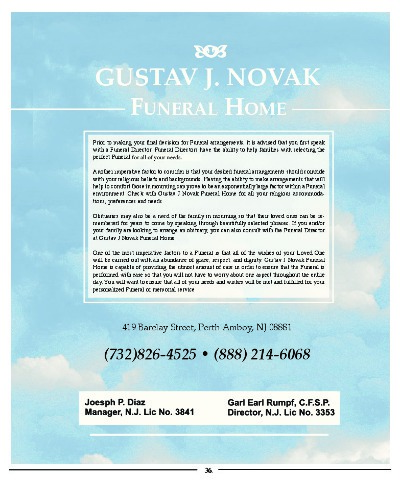 GUSTAV J. NOVAK
FUNERAL HOME
Prior to making your final decision for Funeral arrangements. It is advised that you first speak
with a Funeral Director. Funeral Directors have the ability to help families with selecting the
perfect Funeral for all of your needs.
Another imperative factor to consider is that your desired funeral arrangements should coincide
with your religious beliefs and backgrounds. Having the ability to make arrangements that will
help to comfort those in mourning can prove to be an exponentially large factor within a Funeral
environment. Check with Gustav J Novak Funeral Home for all your religious accommoda-
tions, preferences and needs
Obituaries may also be a need of the family in mourning so that their loved ones can be re-
membered for years to come by speaking through beautifully selected phrases. If you and/or
your family are looking to arrange an obituary, you can also consult with the Funeral Director
at Gustav J Novak Funeral Home
One of the most imperative factors to a Funeral is that all of the wishes of your Loved One
will be carried out with an abundance of grace, respect, and dignity. Gustav J Novak Funeral
Home is capable of providing the utmost amount of care in order to ensure that the Funeral is
performed with ease so that you will not have to worry about one aspect throughout the entire
day. You will want to ensure that all of your needs and wishes will be met and fulfilled for your
personalized Funeral or memorial service
419 Barclay Street, Perth Amboy, NJ 08861
(732)826-4525 • (888) 214-6068
Joesph P. Diaz
Manager, N.J. Lic No. 3841
Garl Earl Rumpf, C.F.S.P.
Director, N.J. Lic No. 3353
36